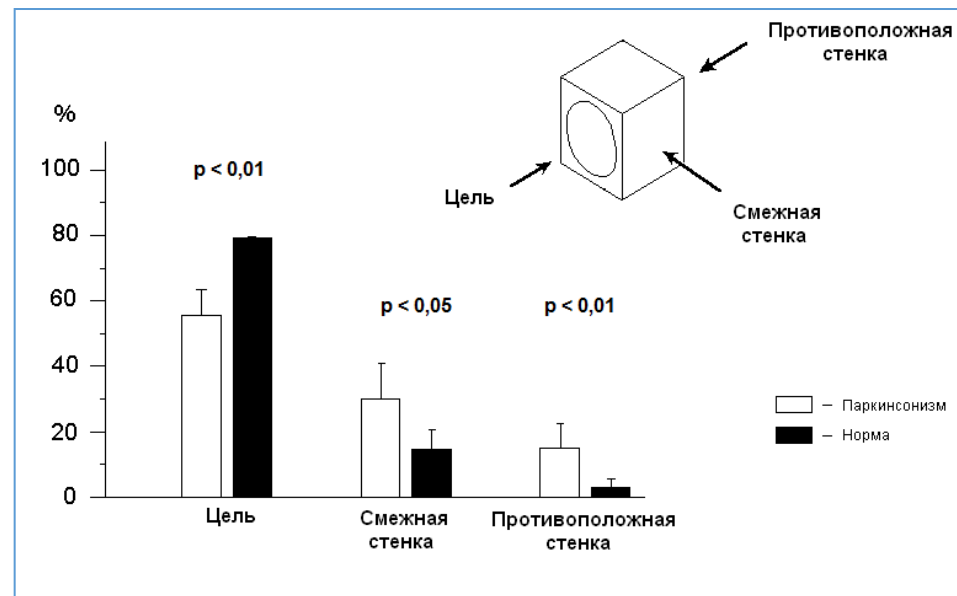 Противоположная
стенка
Цель
Смежная
стенка
%
100
80
60
40
20
0
p < 0,01
p < 0,05
p < 0,01
– Паркинсонизм
– Норма
Цель
Смежная
стенка
Противоположная
стенка